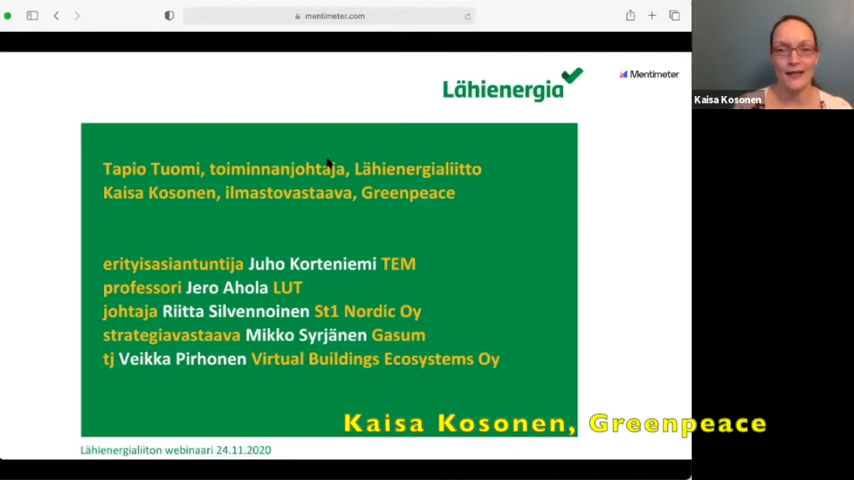 mentimeter.com
Lähienergia
Mentimeter
Kaisa Kosonen
Tapio Tuomi, toiminnanjohtaja, Lähienergialiitto
Kaisa Kosonen, ilmastovastaava, Greenpeace
erityisasiantuntija Juho Korteniemi TEM
professori Jero Ahola LUT
johtaja Riitta Silvennoinen St1 Nordic Oy
strategiavastaava Mikko Syrjänen Gasum
tj Veikka Pirhonen Virtual Buildings Ecosystems Oy
Kaisa Kosonen, Greenpeace
Lähienergialiiton webinaari 24.11.2020